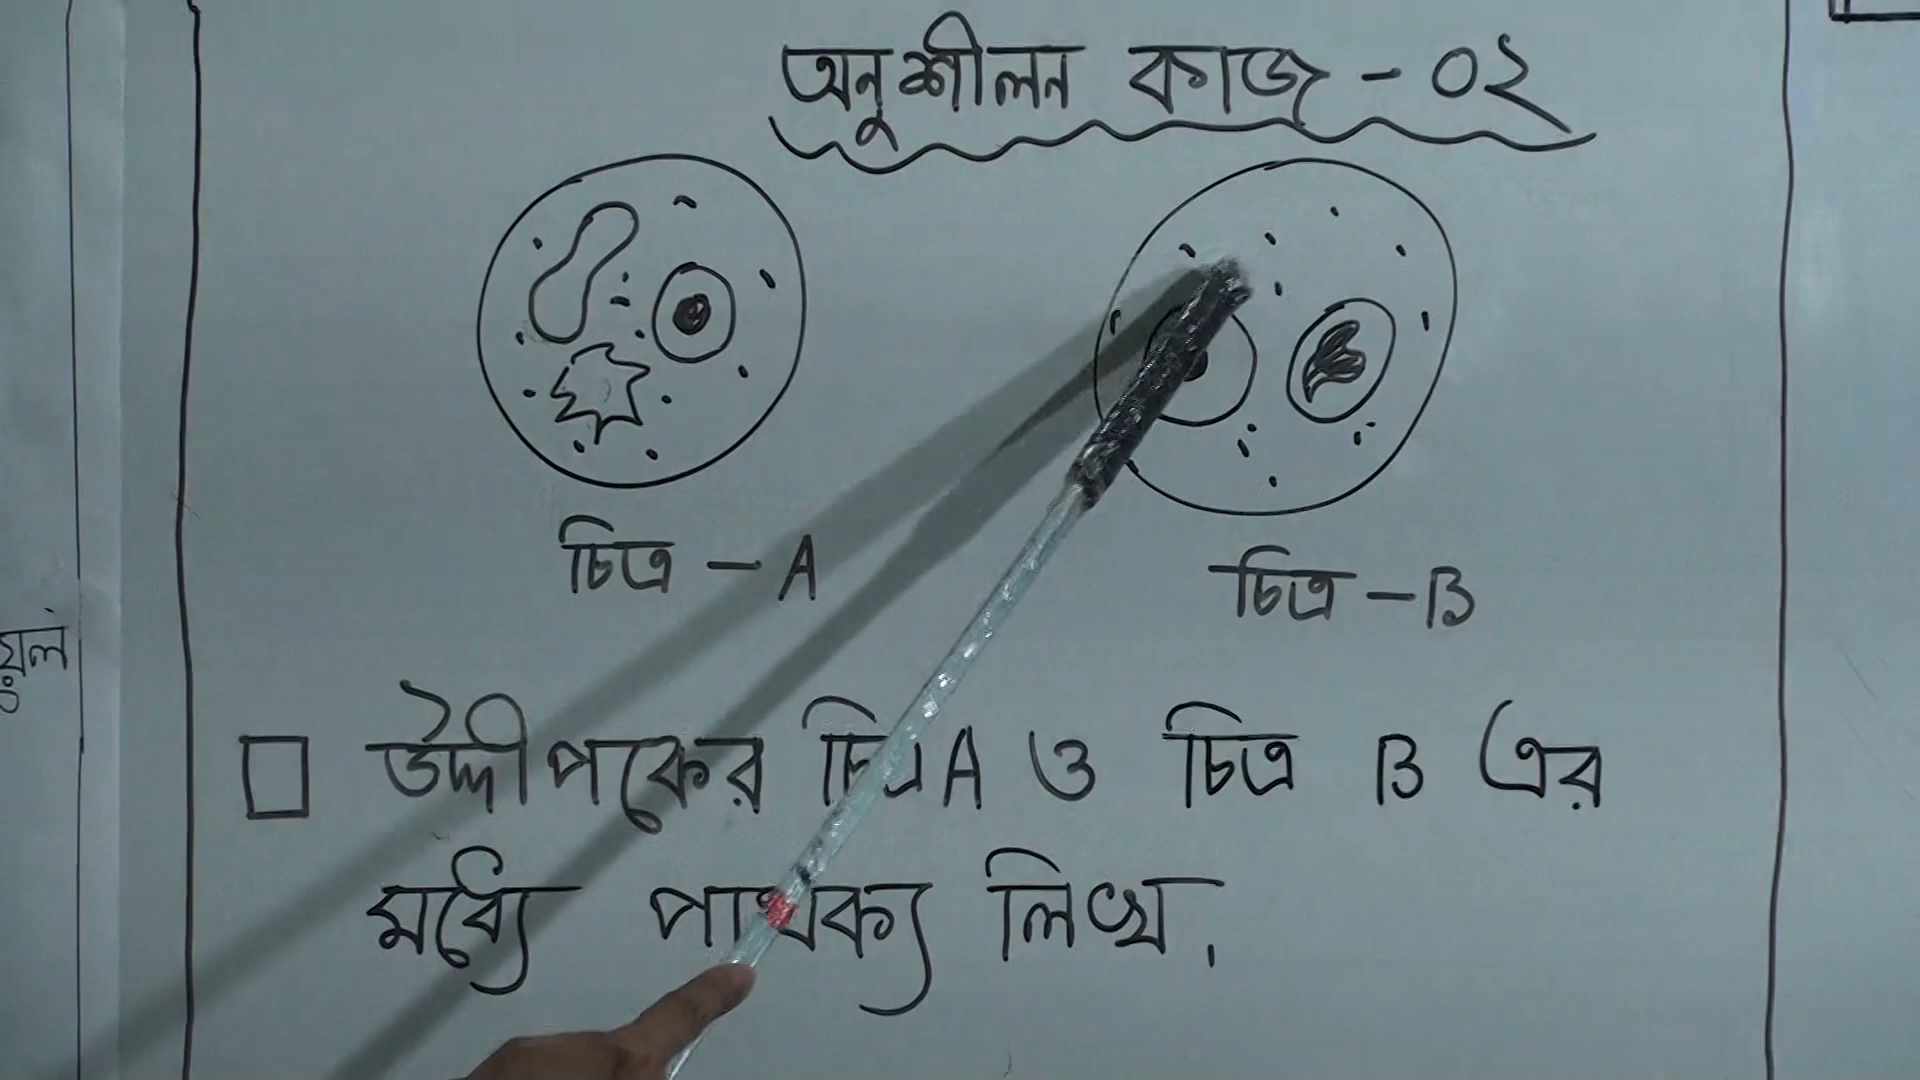 অনুশীলন কাজ - ০২
চিত্র - A
চিত্র - B
উদ্দীপকের চিত্র A ও চিত্র B এর
মধ্যে পার্থক্য লিখ.